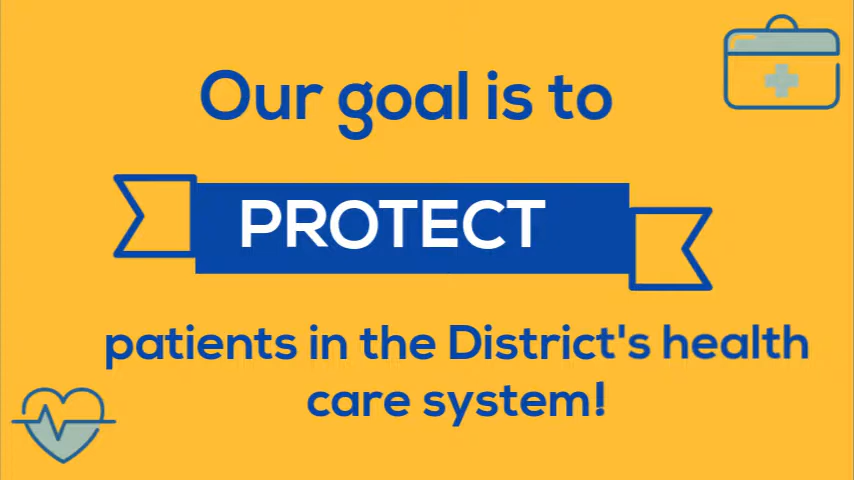 Our goal is to
PROTECT
patients in the District's health
care system!